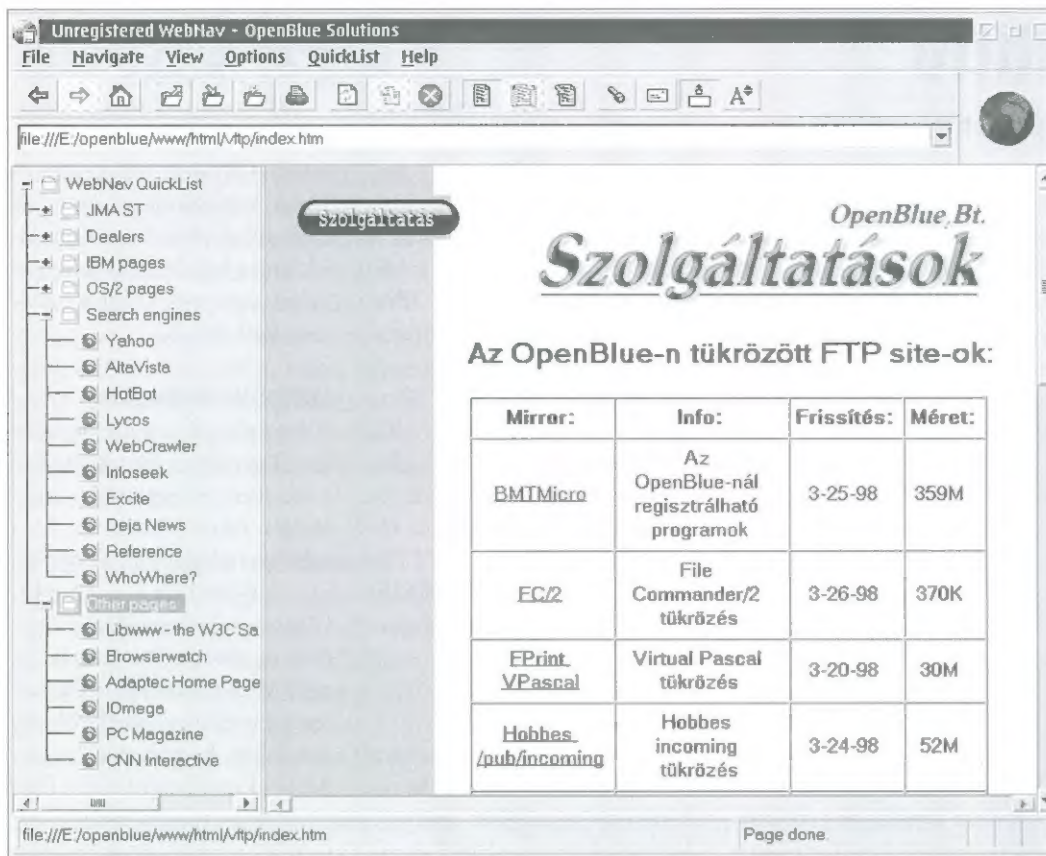 Unregistered WebNav - OpenBlue Solutions
File Navigate View Options QuickList Help
file:///E:/openblue/www/html/vftp/index.htm
WebNav QuickList
JMA ST
Dealers
IBM pages
OS/2 pages
Search engines
Yahoo
AltaVista
HotBot
Lycos
WebCrawler
Infoseek
Excite
Deja News
Reference
WhoWhere?
Other pages
Libwww - the W3C Sa
Browserwatch
Adaptec Home Page
IOmega
PC Magazine
CNN Interactive
Szolgáltatás
OpenBlue Bt.
Szolgáltatások
Az OpenBlue-n tükrözött FTP site-ok:
Mirror: Info: Frissítés: Méret:
BMTMicro Az OpenBlue-nál regisztrálható programok 3-25-98 359M
FC/2 File Commander/2 tükrözés 3-26-98 370K
FPrint VPascal Virtual Pascal tükrözés 3-20-98 30M
Hobbes /pub/incoming Hobbes incoming tükrözés 3-24-98 52M
file:///E:/openblue/www/html/vftp/index.htm Page done.